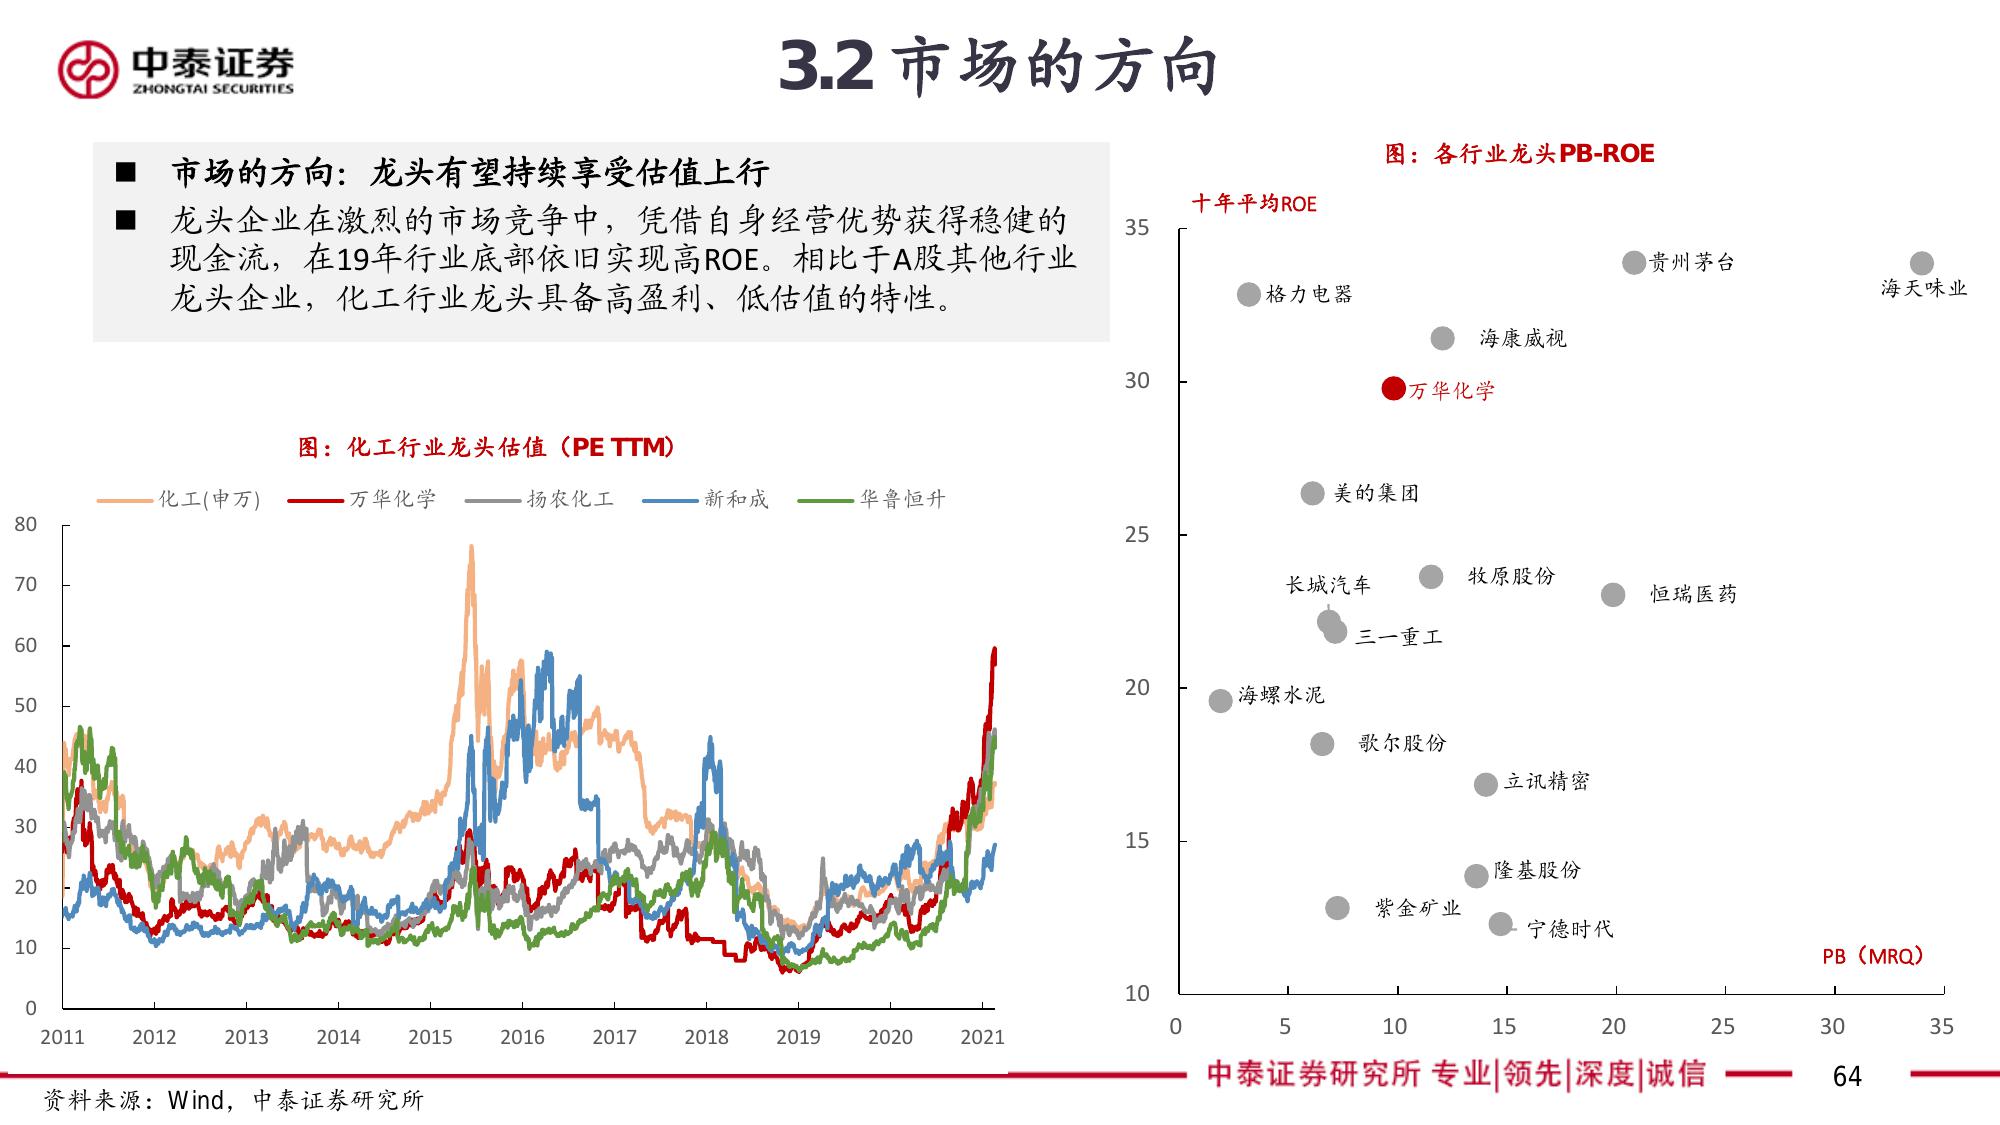 中泰证券
ZHONGTAI SECURITIES
3.2 市场的方向
■ 市场的方向：龙头有望持续享受估值上行
■ 龙头企业在激烈的市场竞争中，凭借自身经营优势获得稳健的
现金流，在19年行业底部依旧实现高ROE。相比于A股其他行业
龙头企业，化工行业龙头具备高盈利、低估值的特性。
图：化工行业龙头估值（PE TTM）
化工(申万) 万华化学 扬农化工 新和成 华鲁恒升
80
70
60
50
40
30
20
10
0
2011 2012 2013 2014 2015 2016 2017 2018 2019 2020 2021
图：各行业龙头PB-ROE
十年平均ROE
35
贵州茅台
海天味业
格力电器
海康威视
30
万华化学
美的集团
25
长城汽车
牧原股份
恒瑞医药
三一重工
20
海螺水泥
歌尔股份
立讯精密
15
隆基股份
紫金矿业
宁德时代
PB（MRQ）
10
0 5 10 15 20 25 30 35
中泰证券研究所 专业|领先|深度|诚信
64
资料来源：Wind，中泰证券研究所